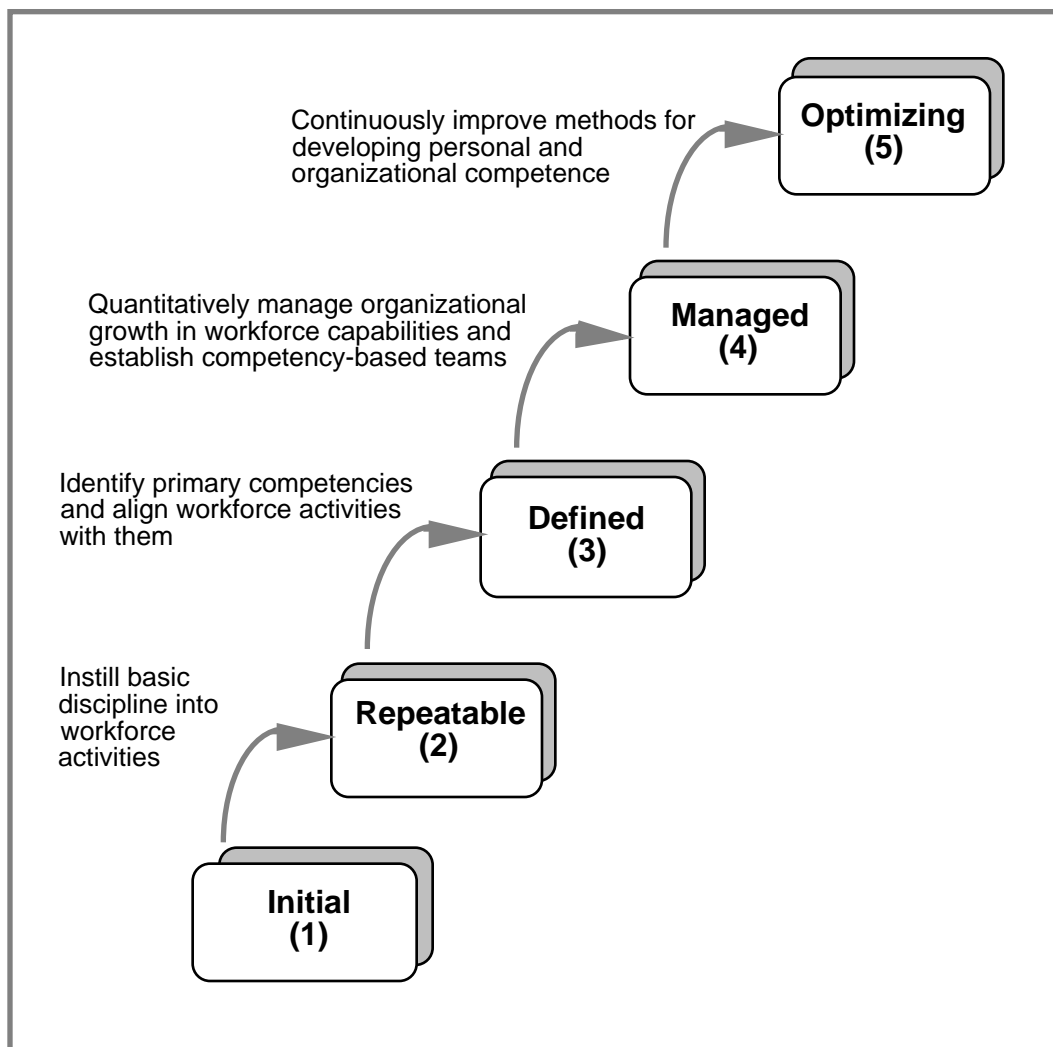 Optimizing
(5)
Continuously improve methods for
developing personal and
organizational competence
Managed
(4)
Quantitatively manage organizational
growth in workforce capabilities and
establish competency-based teams
Defined
(3)
Identify primary competencies
and align workforce activities
with them
Repeatable
(2)
Instill basic
discipline into
workforce
activities
Initial
(1)